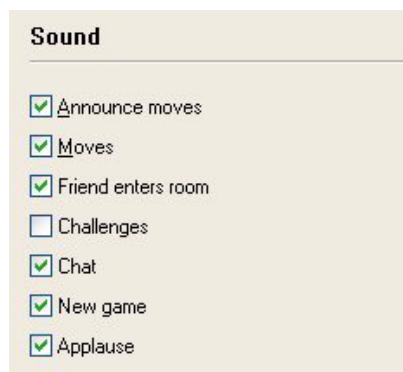 Sound
Announce moves
Moves
Friend enters room
Challenges
Chat
New game
Applause